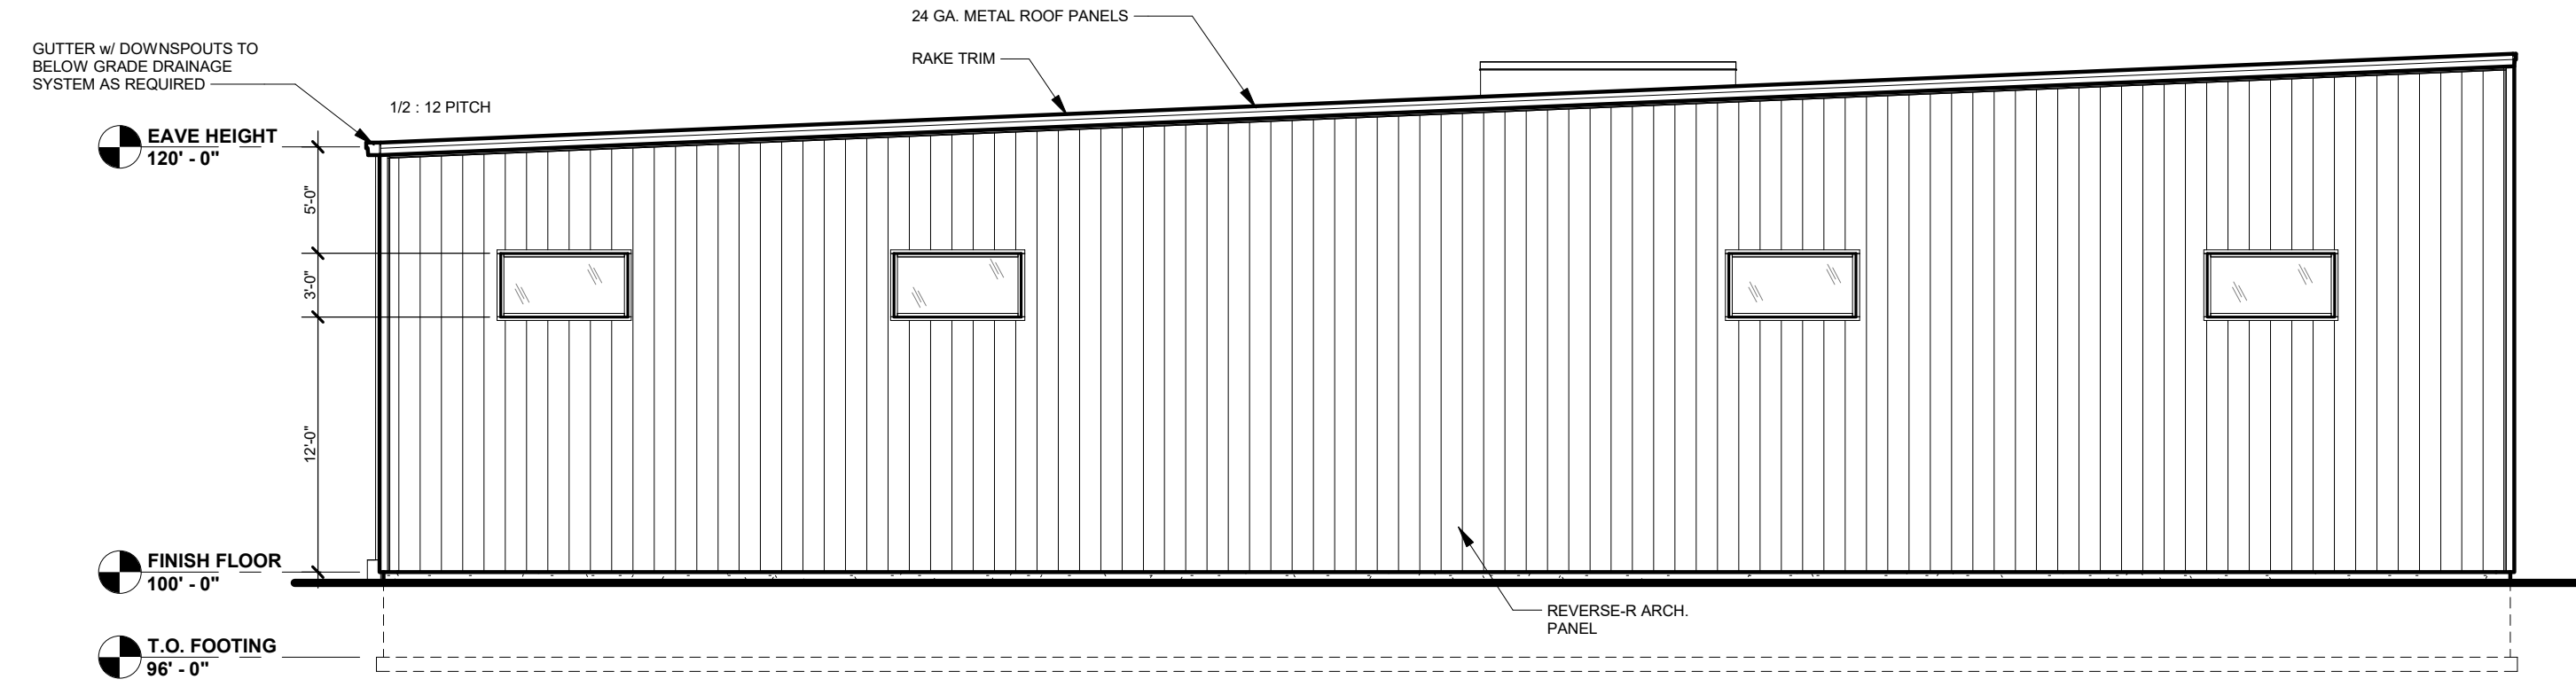 24 GA. METAL ROOF PANELS
GUTTER w/ DOWNSPOUTS TO
BELOW GRADE DRAINAGE
SYSTEM AS REQUIRED
RAKE TRIM
1/2 : 12 PITCH
EAVE HEIGHT
120' - 0"
5'-0"
3'-0"
12'-0"
FINISH FLOOR
100' - 0"
REVERSE-R ARCH.
PANEL
T.O. FOOTING
96' - 0"